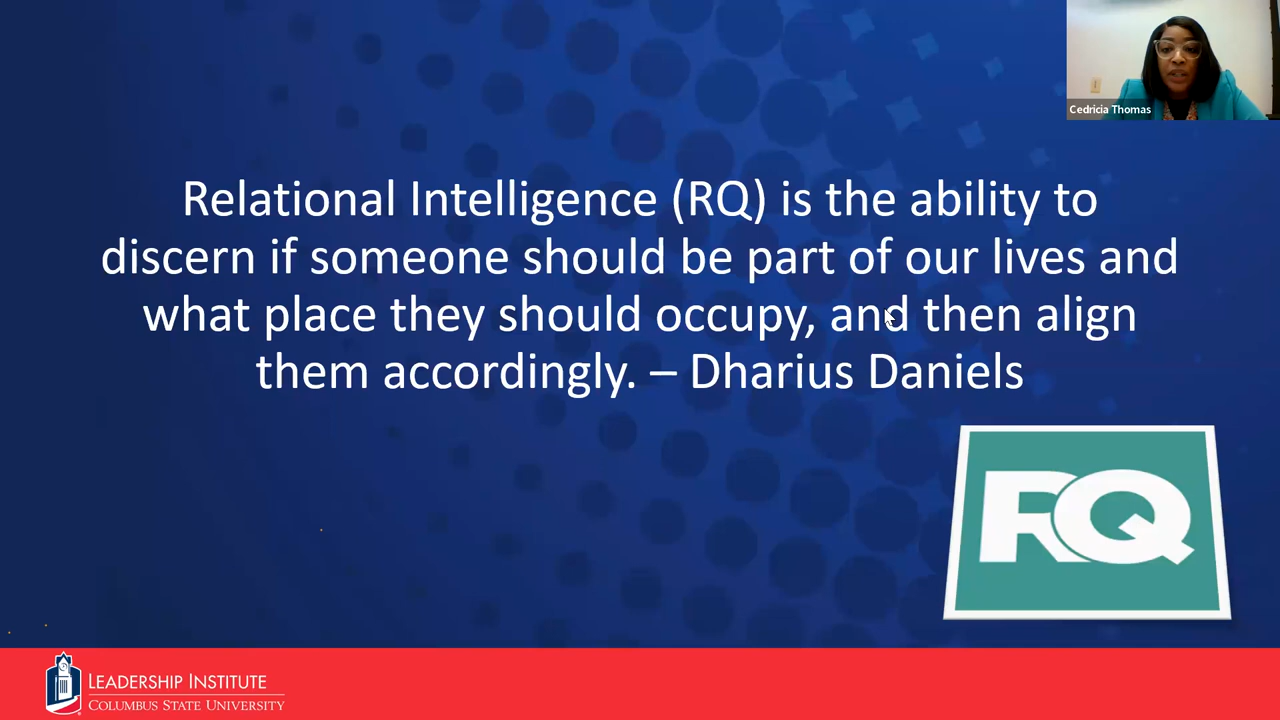 Cedricia Thomas
Relational Intelligence (RQ) is the ability to
discern if someone should be part of our lives and
what place they should occupy, and then align
them accordingly. – Dharius Daniels
RQ
LEADERSHIP INSTITUTE
COLUMBUS STATE UNIVERSITY